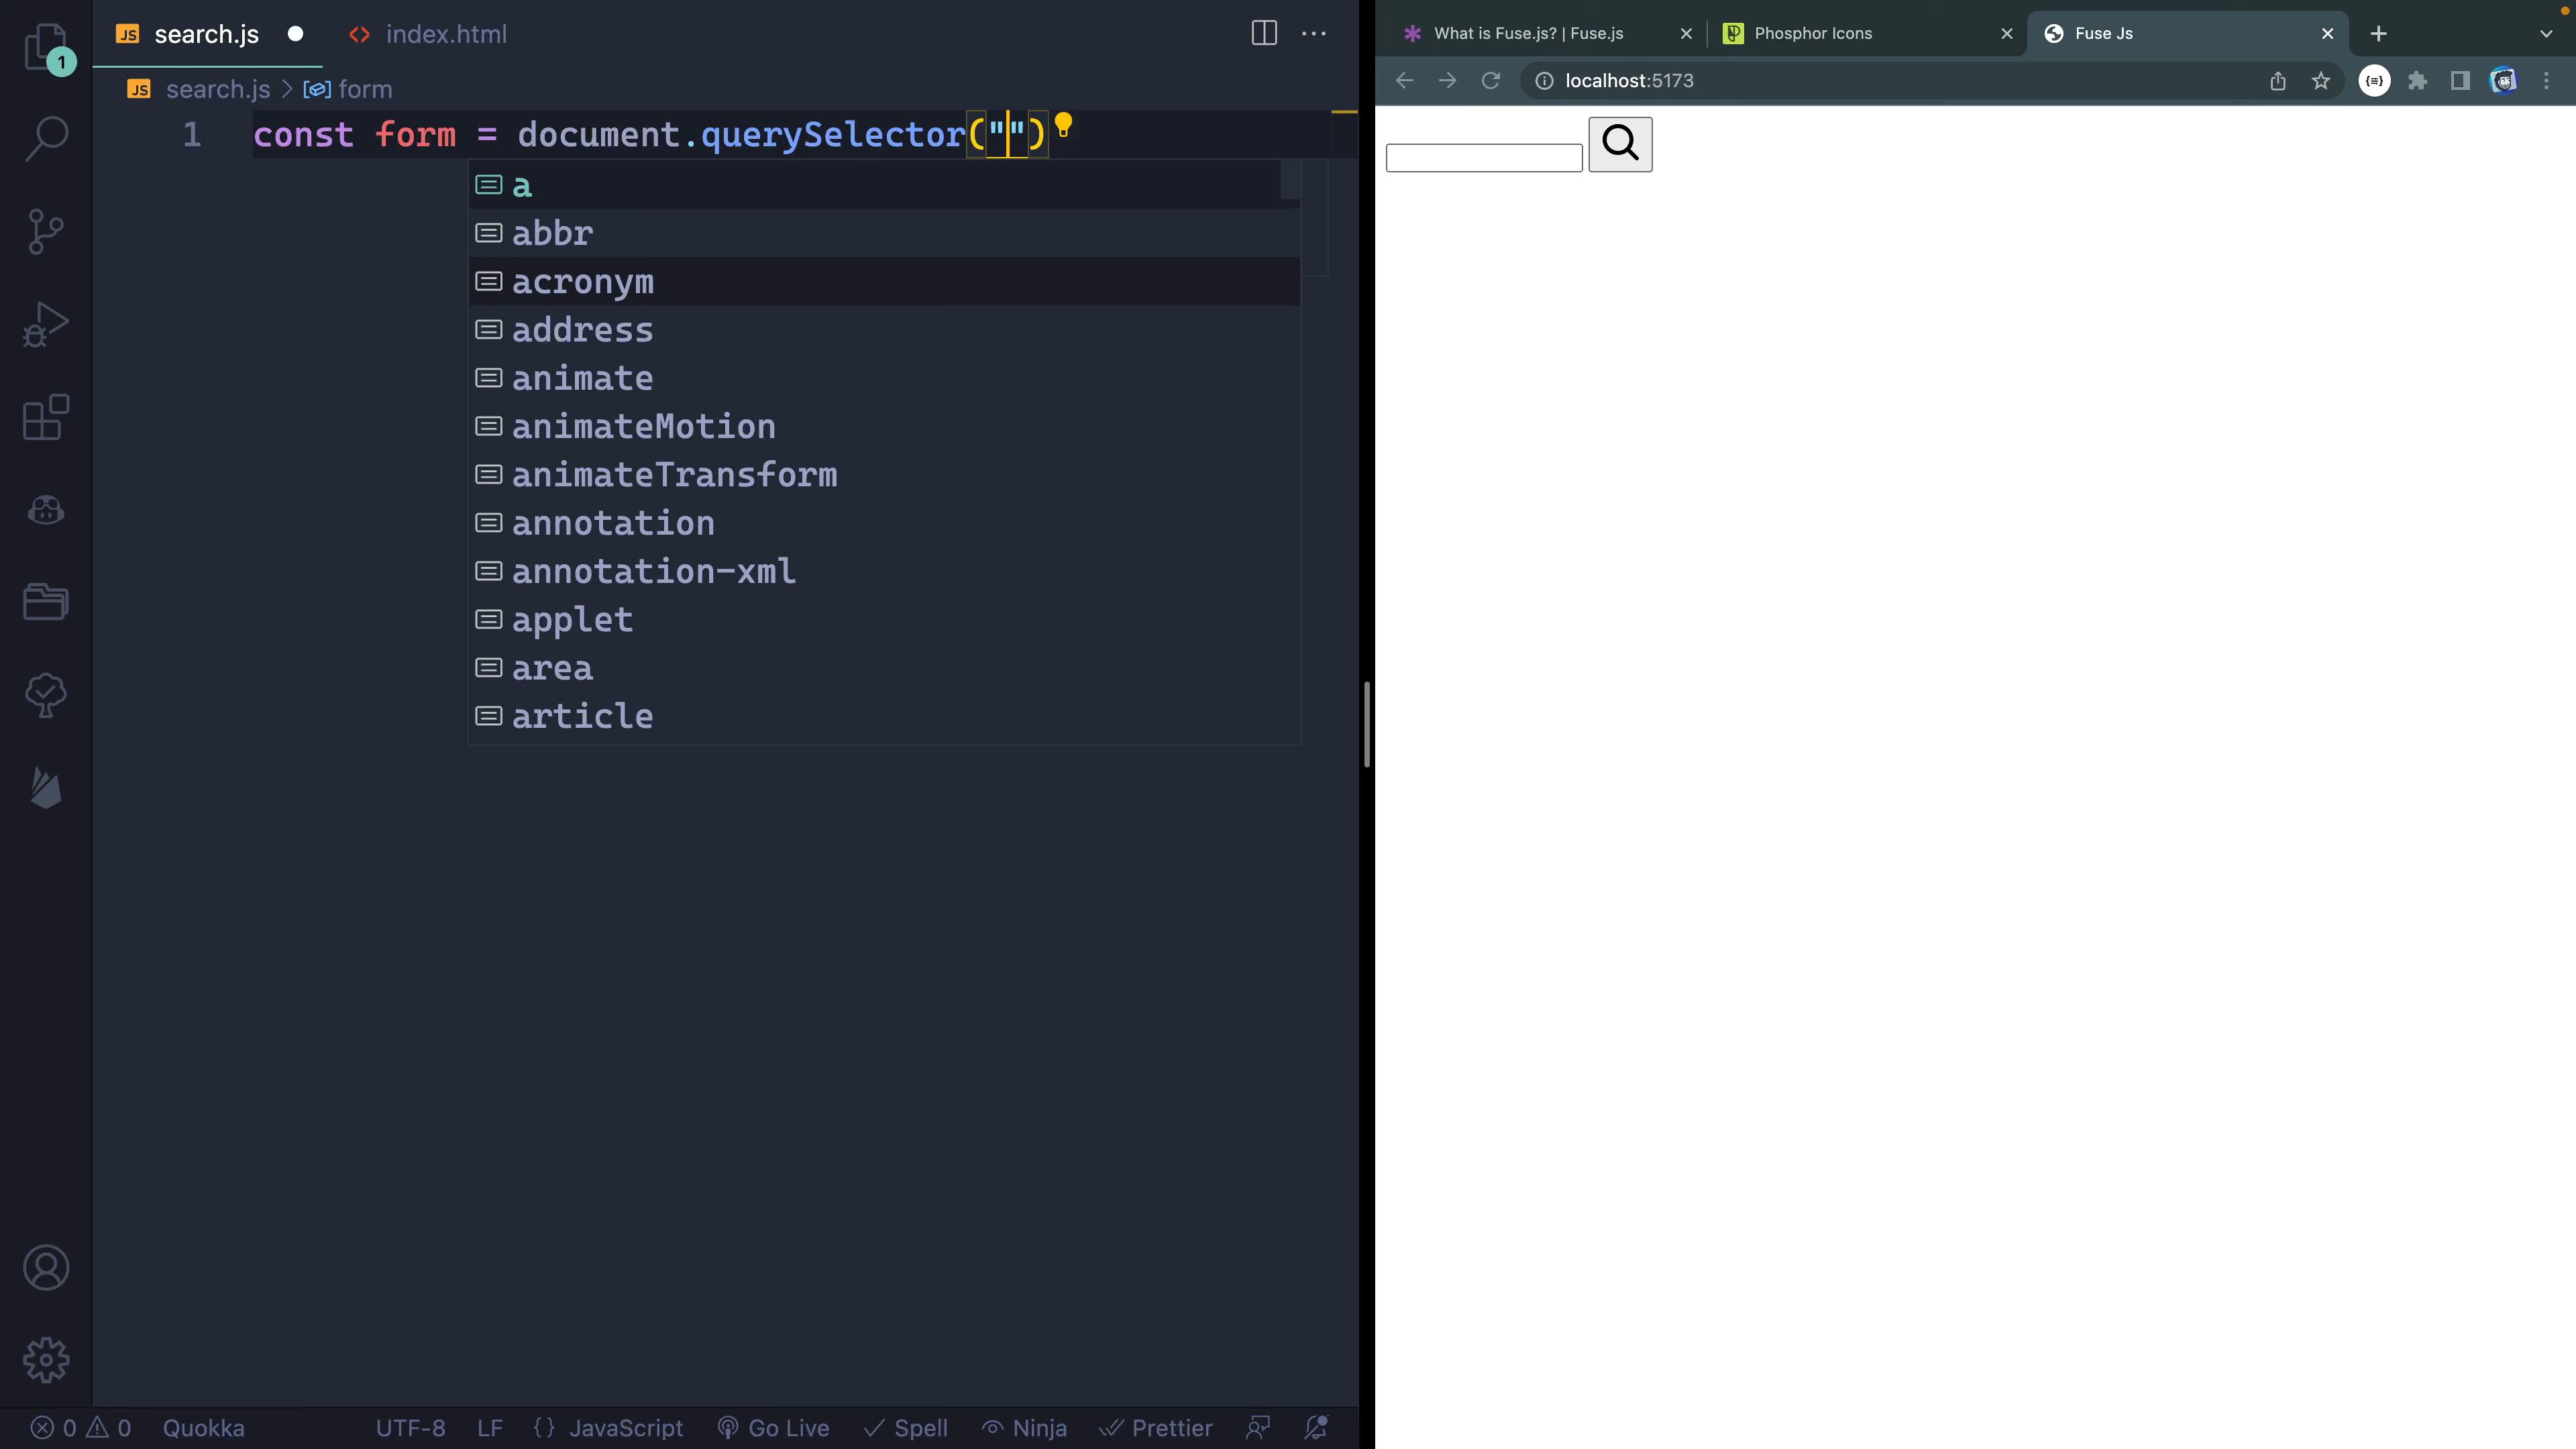 search.js
index.html
search.js > form
1 const form = document.querySelector("")
a
abbr
acronym
address
animate
animateMotion
animateTransform
annotation
annotation-xml
applet
area
article
1
0 0 Quokka UTF-8 LF {} JavaScript Go Live Spell Ninja Prettier
What is Fuse.js? | Fuse.js
Phosphor Icons
Fuse Js
localhost:5173